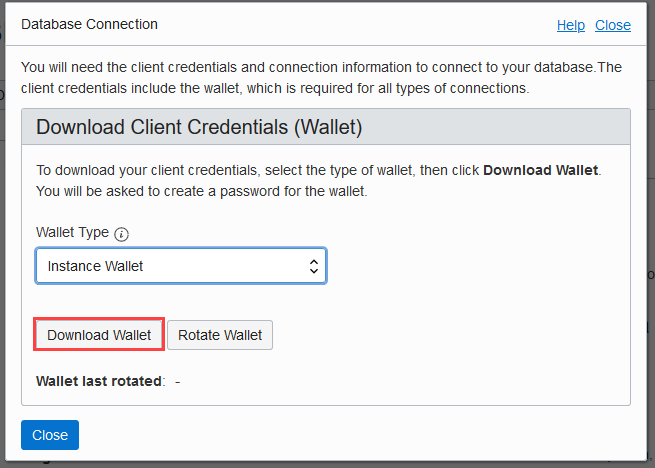 Database Connection
Help Close
You will need the client credentials and connection information to connect to your database.The
client credentials include the wallet, which is required for all types of connections.
Download Client Credentials (Wallet)
To download your client credentials, select the type of wallet, then click Download Wallet.
You will be asked to create a password for the wallet.
Wallet Type
Instance Wallet
Download Wallet Rotate Wallet
Wallet last rotated: -
Close